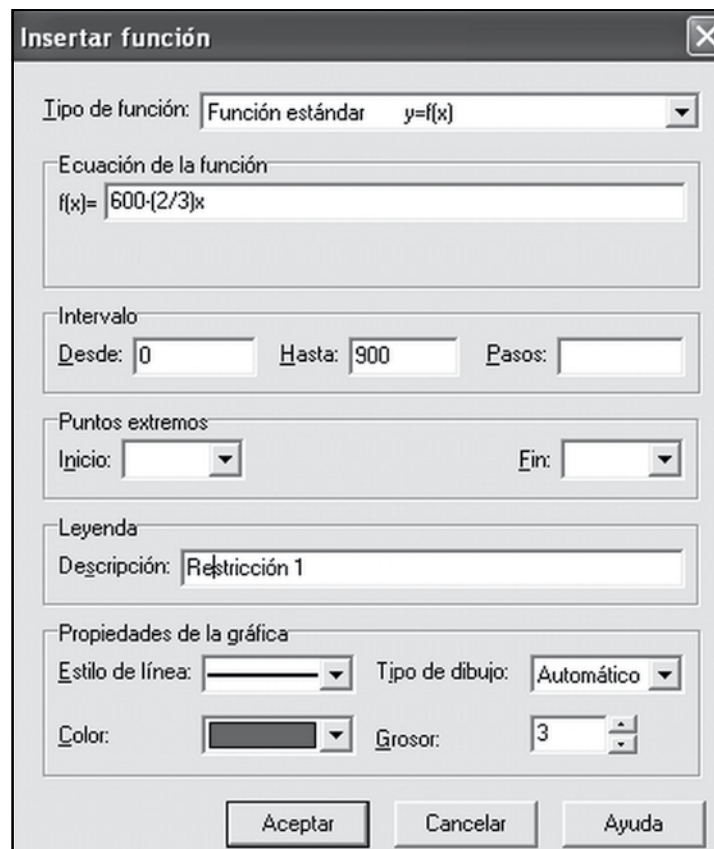 Insertar función
Tipo de función: Función estándar y=f(x)
Ecuación de la función
f(x)= 600-(2/3)x
Intervalo
Desde: 0 Hasta: 900 Pasos:
Puntos extremos
Inicio: Fin:
Leyenda
Descripción: Restricción 1
Propiedades de la gráfica
Estilo de línea: Tipo de dibujo: Automático
Color: Grosor: 3
Aceptar Cancelar Ayuda